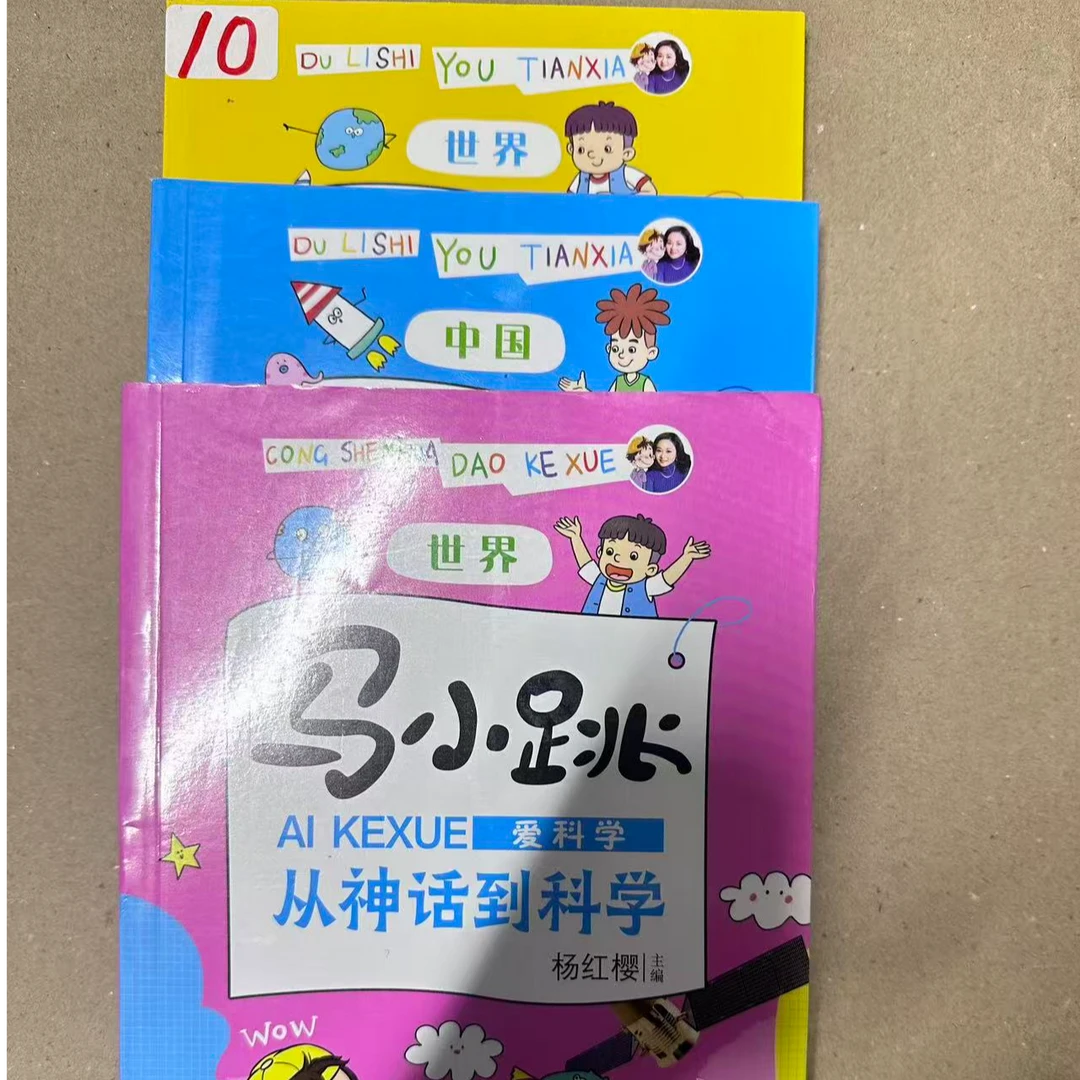 10
DU LISHI YOU TIANXIA
世界
DU LISHI YOU TIANXIA
中国
CONG SHENHUA DAO KE XUE
世界
马小跳
AI KEXUE 爱科学
从神话到科学
杨红樱 主编
WOW